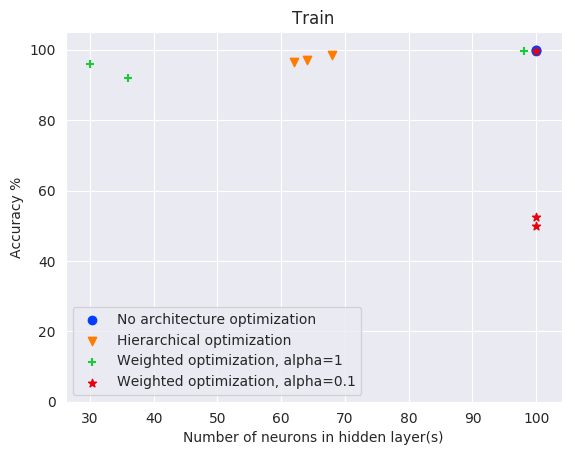 Train
100
80
60
40
20
0
Accuracy %
No architecture optimization
Hierarchical optimization
Weighted optimization, alpha=1
Weighted optimization, alpha=0.1
30 40 50 60 70 80 90 100
Number of neurons in hidden layer(s)